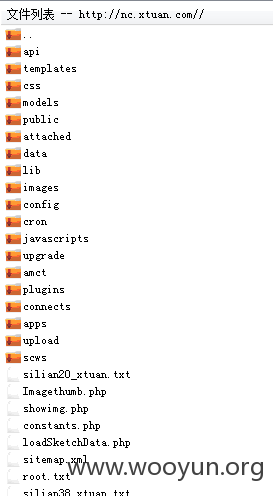 文件列表 -- http://nc.xtuan.com//
..
api
templates
css
models
public
attached
data
lib
images
config
cron
javascripts
upgrade
amct
plugins
connects
apps
upload
scws
silian20_xtuan.txt
Imagethumb.php
showimg.php
constants.php
loadSketchData.php
sitemap.xml
root.txt
www.wooyun.org
silian38_xtuan.txt